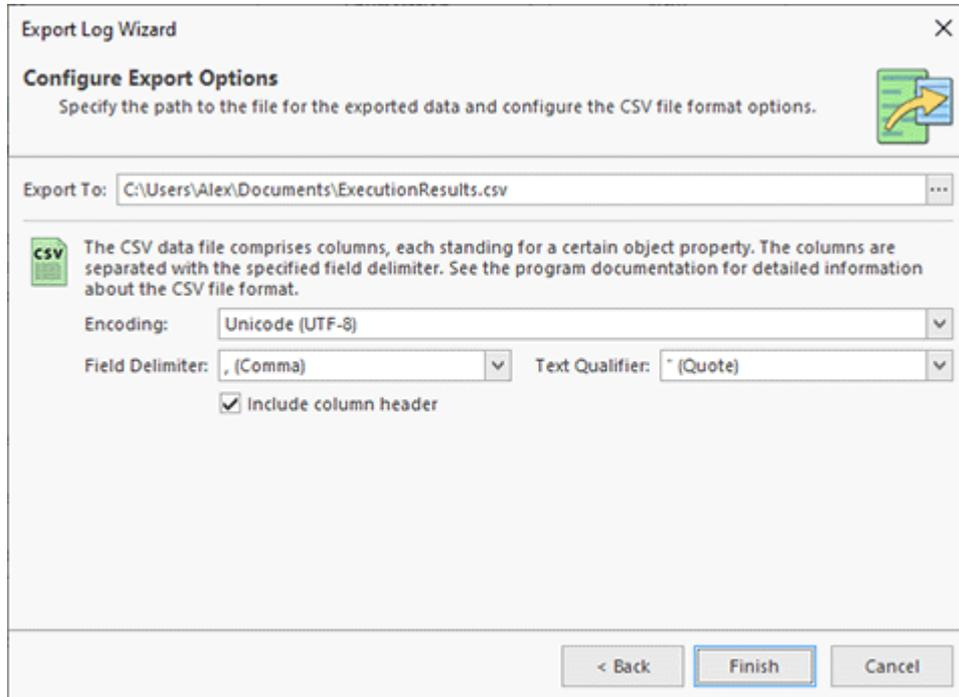 Export Log Wizard
Configure Export Options
Specify the path to the file for the exported data and configure the CSV file format options.
Export To: C:\Users\Alex\Documents\ExecutionResults.csv ...
CSV
The CSV data file comprises columns, each standing for a certain object property. The columns are
separated with the specified field delimiter. See the program documentation for detailed information
about the CSV file format.
Encoding: Unicode (UTF-8)
Field Delimiter: , (Comma) Text Qualifier: " (Quote)
Include column header
< Back Finish Cancel